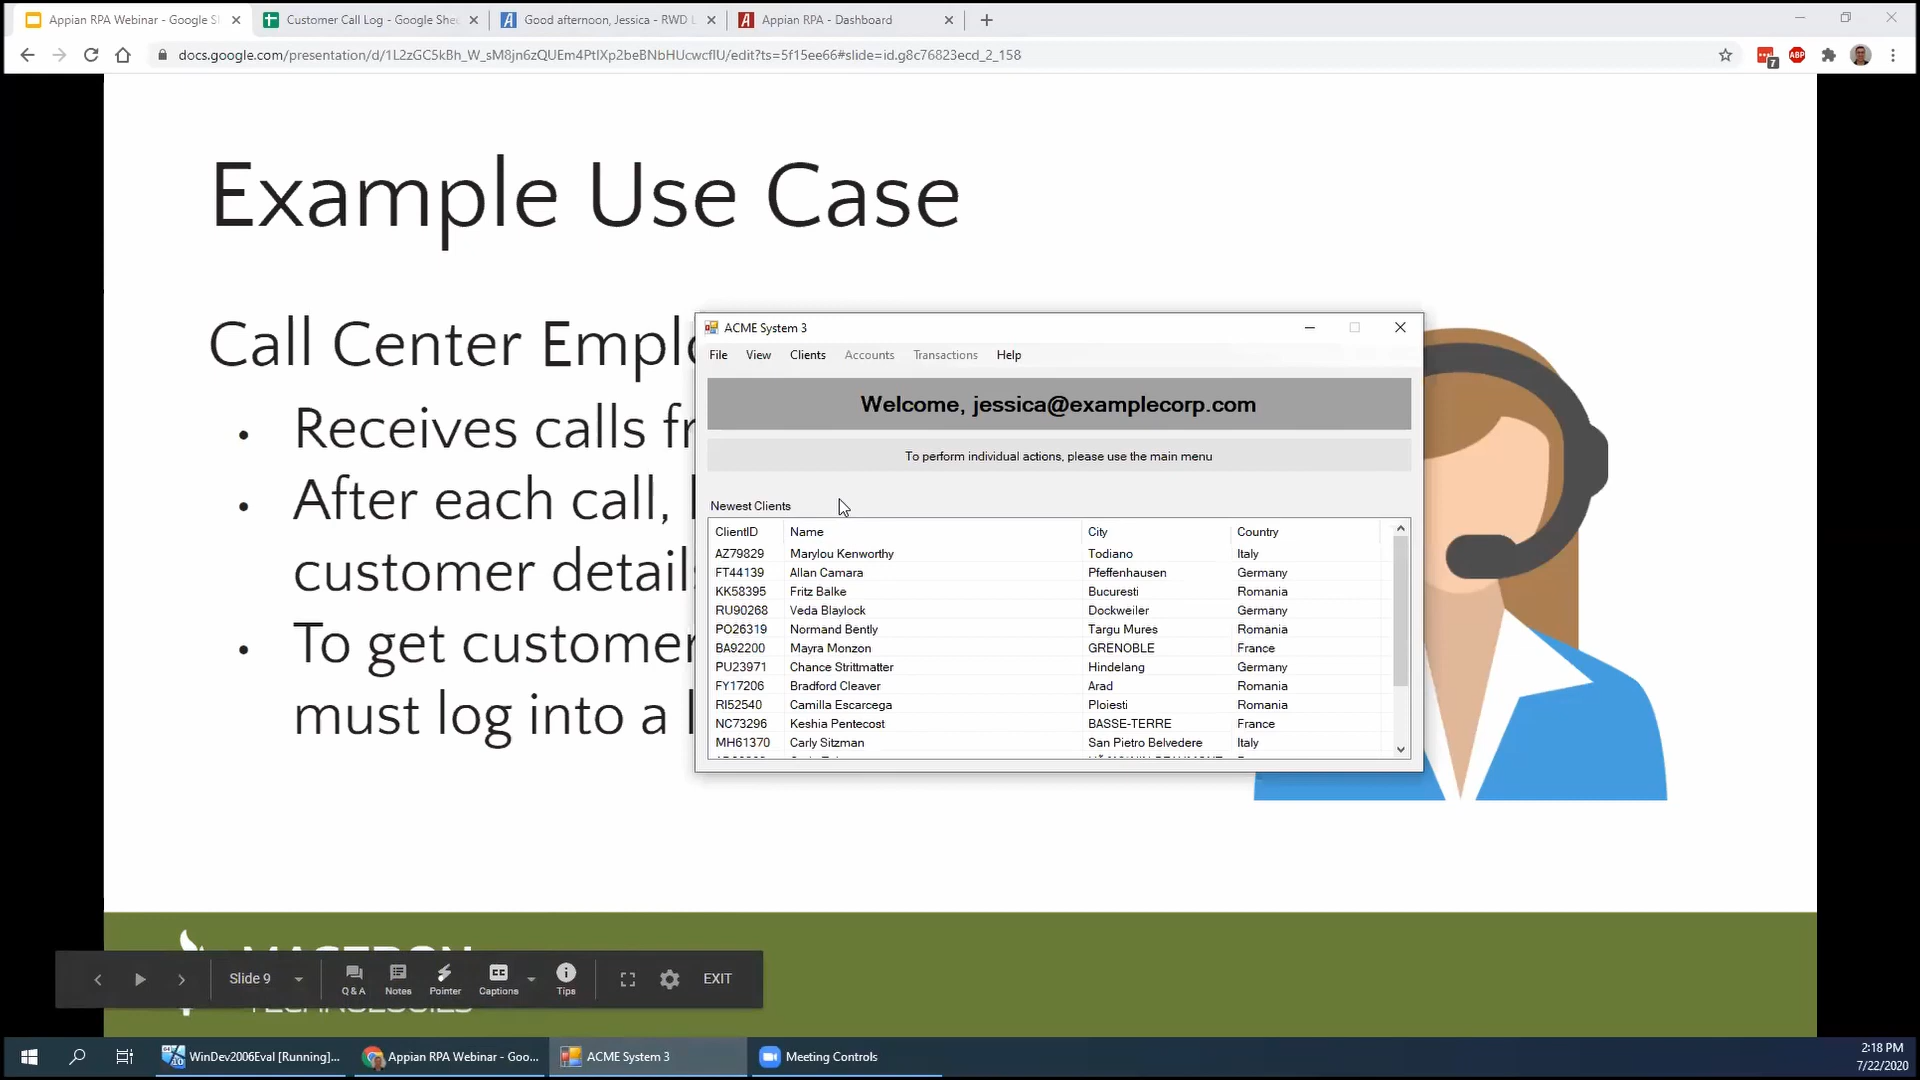 Appian RPA Webinar - Google Sl
Customer Call Log - Google Shee
Good afternoon, Jessica - RWD L
Appian RPA - Dashboard
docs.google.com/presentation/d/1L2zGC5kBh_W_sM8jn6zQUEm4PtlXp2beBNbHUcwcflU/edit?ts=5f15ee66#slide=id.g8c76823ecd_2_158
7
ABP
Example Use Case
Call Center Emplo
• Receives calls fr
• After each call,
customer details
• To get customer
must log into a
ACME System 3
File View Clients Accounts Transactions Help
Welcome, jessica@examplecorp.com
To perform individual actions, please use the main menu
Newest Clients
ClientID Name City Country
AZ79829 Marylou Kenworthy Todiano Italy
FT44139 Allan Camara Pfeffenhausen Germany
KK58395 Fritz Balke Bucuresti Romania
RU90268 Veda Blaylock Dockweiler Germany
PO26319 Normand Bently Targu Mures Romania
BA92200 Mayra Monzon GRENOBLE France
PU23971 Chance Strittmatter Hindelang Germany
FY17206 Bradford Cleaver Arad Romania
RI52540 Camilla Escarcega Ploiesti Romania
NC73296 Keshia Pentecost BASSE-TERRE France
MH61370 Carly Sitzman San Pietro Belvedere Italy
TECHNOLOGIES
Slide 9
Q & A
Notes
Pointer
CC
Captions
Tips
EXIT
WinDev2006Eval [Running]...
Appian RPA Webinar - Goo...
ACME System 3
Meeting Controls
2:18 PM
7/22/2020